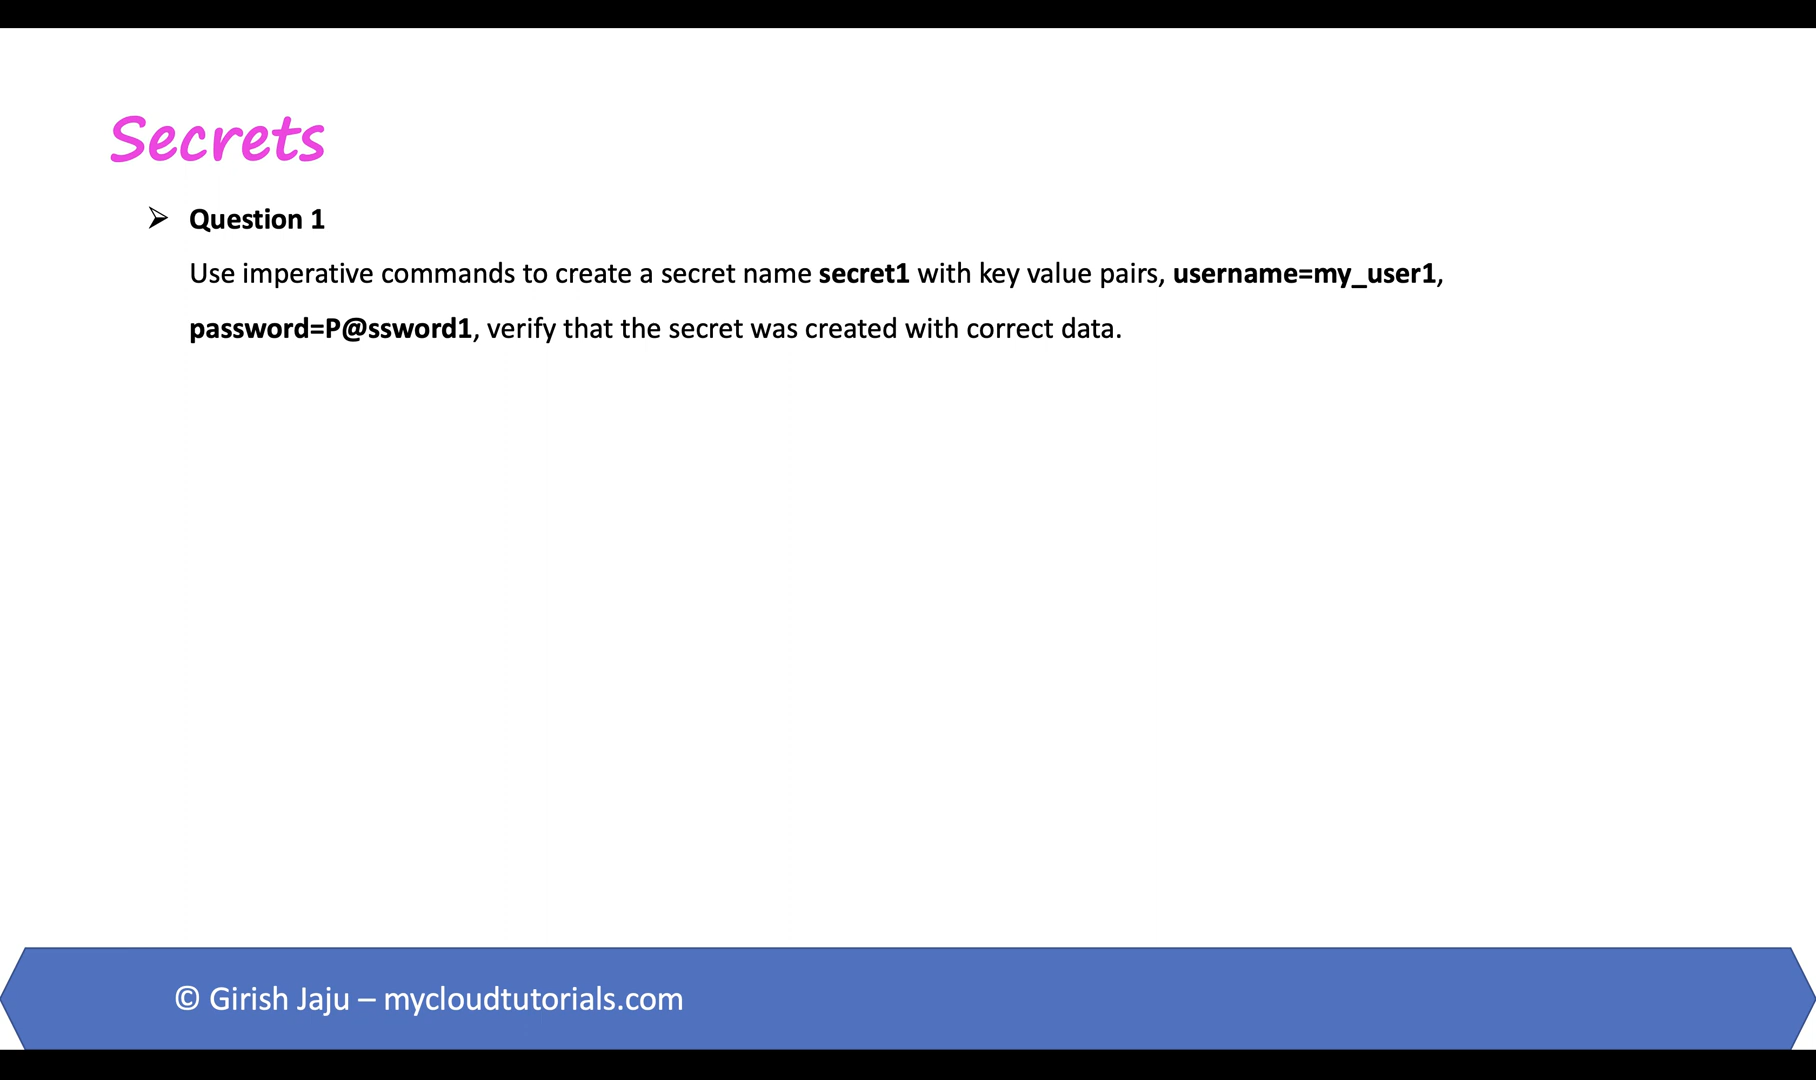 Secrets
➢ Question 1
Use imperative commands to create a secret name secret1 with key value pairs, username=my_user1,
password=P@ssword1, verify that the secret was created with correct data.
© Girish Jaju – mycloudtutorials.com